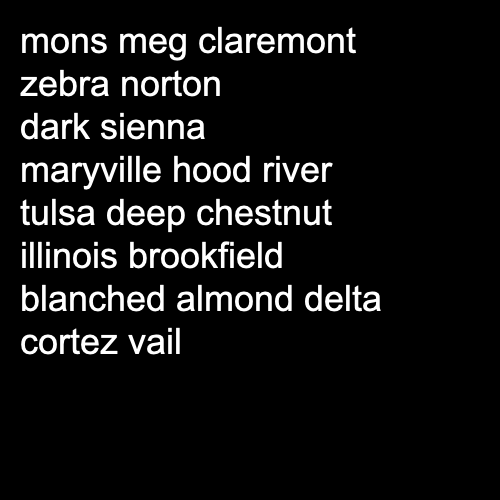 mons meg claremont
zebra norton
dark sienna
maryville hood river
tulsa deep chestnut
illinois brookfield
blanched almond delta
cortez vail